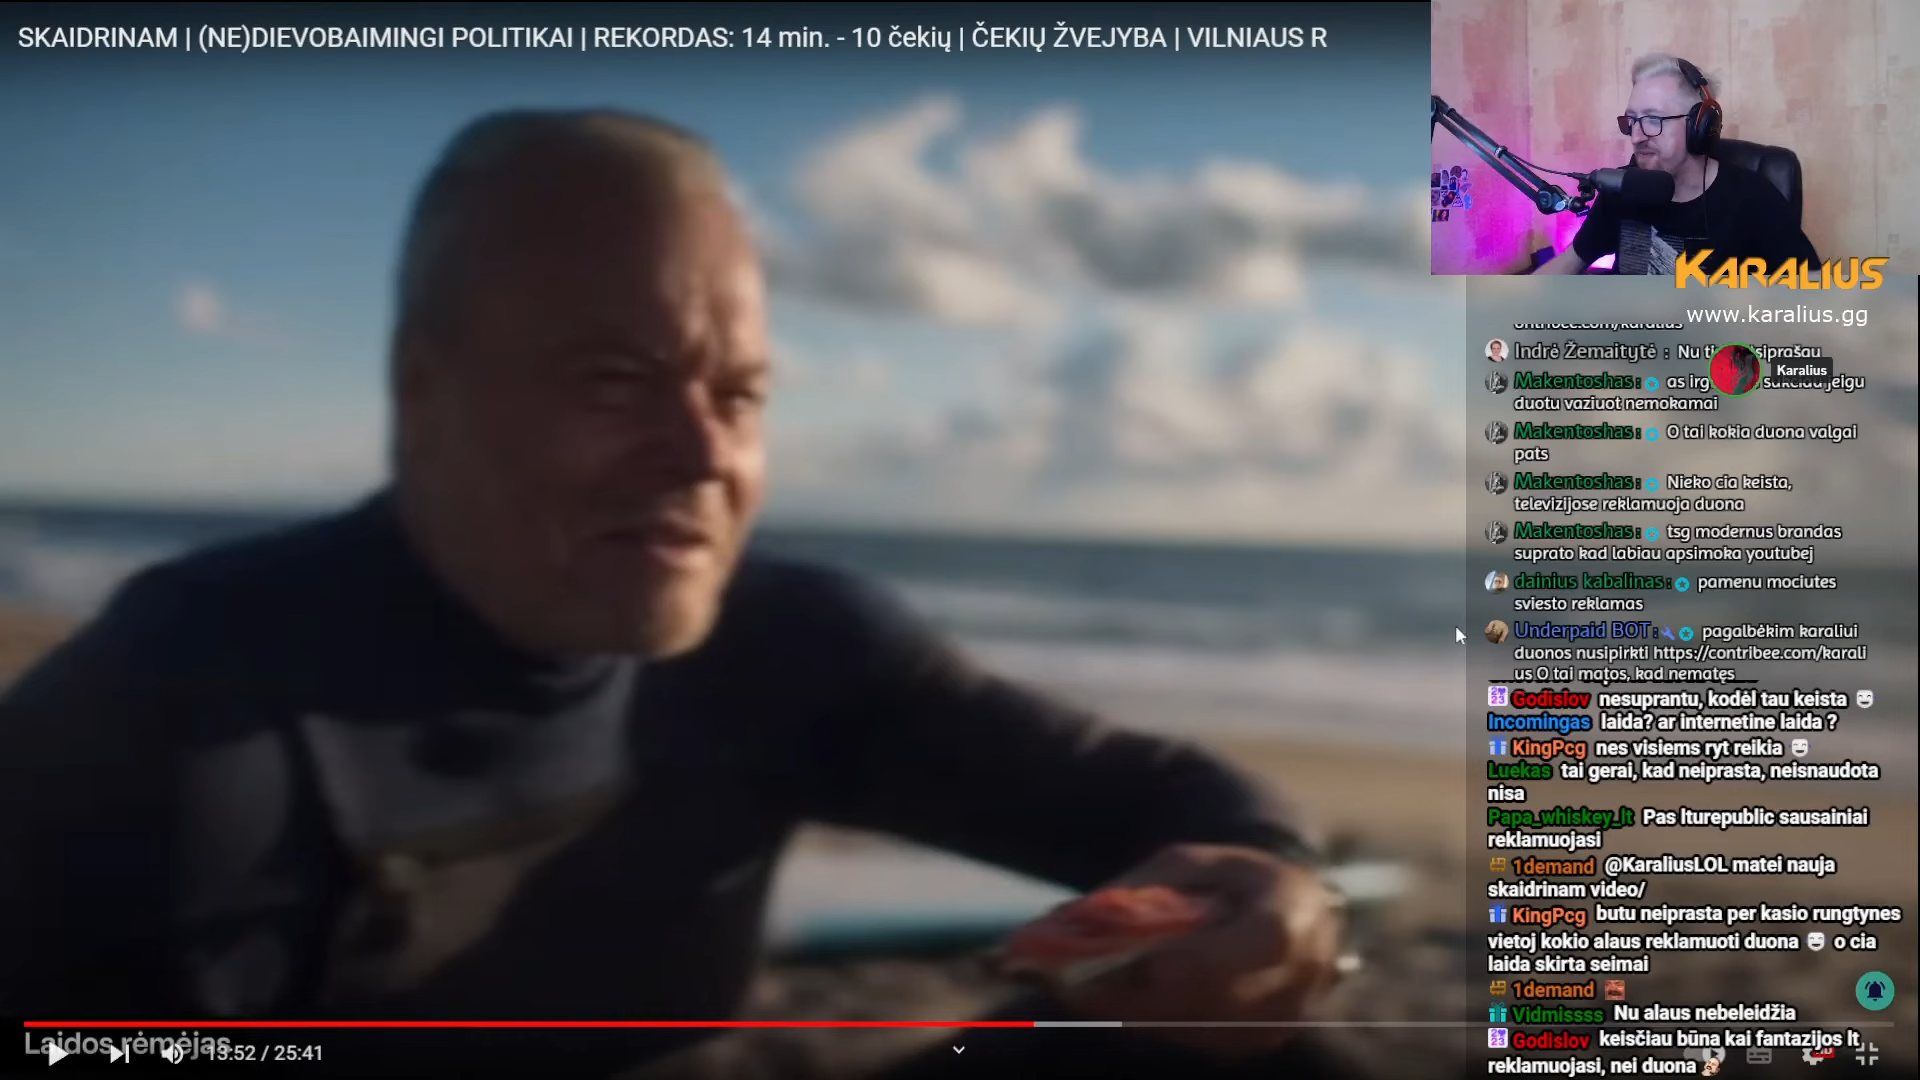 SKAIDRINAM | (NE)DIEVOBAIMINGI POLITIKAI | REKORDAS: 14 min. - 10 čekių | ČEKIŲ ŽVEJYBA | VILNIAUS R
KARALIUS
www.karalius.gg
ontribee.com/karalius
Indrė Žemaitytė : Nu
Karalius
Makentoshas: as jeigu
duotu vaziuot nemokamai
Makentoshas: O tai kokia duona valgai
pats
Makentoshas: Nieko cia keista,
televizijose reklamuoja duona
Makentoshas: tsg modernus brandas
suprato kad labiau apsimoka youtubej
dainius kabalinas: pamenu mociutes
sviesto reklamas
Underpaid BOT: pagalbėkim karaliui
duonos nusipirkti https://contribee.com/karali
us O tai matos, kad nematęs
Godislov nesuprantu, kodėl tau keista
Incomingas laida? ar internetine laida ?
KingPcg nes visiems ryt reikia
Luekas tai gerai, kad neiprasta, neisnaudota
nisa
Papa_whiskey_lt Pas lturepublic sausainiai
reklamuojasi
1demand @KaraliusLOL matei nauja
skaidrinam video/
KingPcg butu neiprasta per kasio rungtynes
vietoj kokio alaus reklamuoti duona o cia
laida skirta seimai
1demand
Vidmissss Nu alaus nebeleidžia
Godislov keisčiau būna kai fantazijos lt
reklamuojasi, nei duona
Laidos rėmėjas
13:52 / 25:41